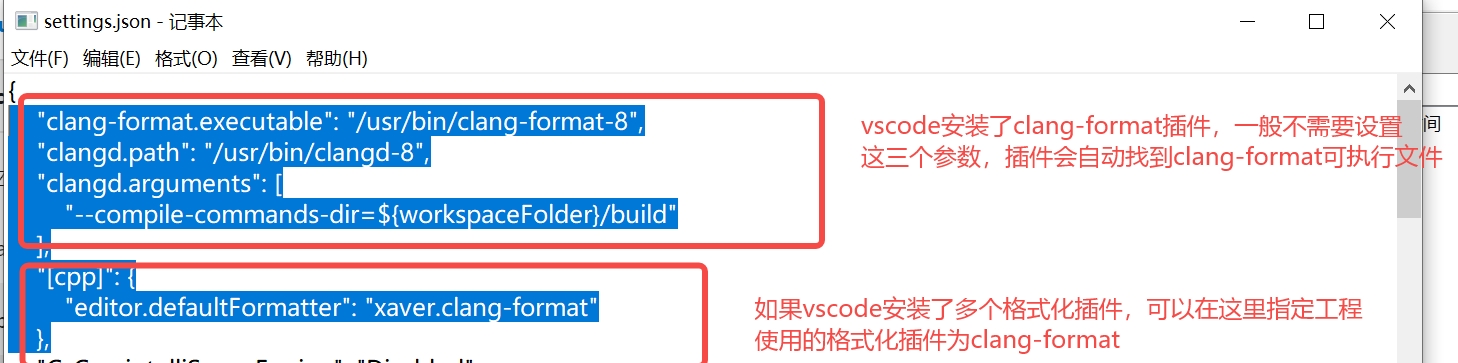 settings.json - 记事本
文件(F) 编辑(E) 格式(O) 查看(V) 帮助(H)
{
"clang-format.executable": "/usr/bin/clang-format-8",
"clangd.path": "/usr/bin/clangd-8",
"clangd.arguments": [
"--compile-commands-dir=${workspaceFolder}/build"
],
vscode安装了clang-format插件，一般不需要设置
这三个参数，插件会自动找到clang-format可执行文件
间
"[cpp]": {
"editor.defaultFormatter": "xaver.clang-format"
},
如果vscode安装了多个格式化插件，可以在这里指定工程
使用的格式化插件为clang-format